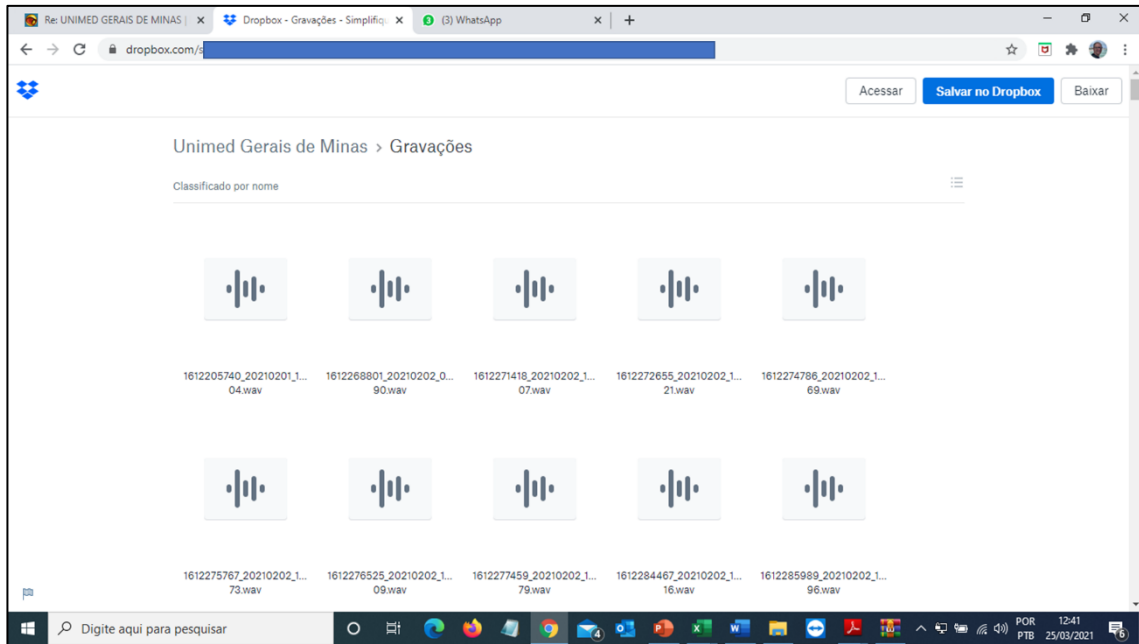 Re: UNIMED GERAIS DE MINAS |
Dropbox - Gravações - Simplifiq
(3) WhatsApp
dropbox.com/s
Acessar
Salvar no Dropbox
Baixar
Unimed Gerais de Minas › Gravações
Classificado por nome
1612205740_20210201_1... 1612268801_20210202_0... 1612271418_20210202_1... 1612272655_20210202_1... 1612274786_20210202_1...
04.wav 90.wav 07.wav 21.wav 69.wav
1612275767_20210202_1... 1612276525_20210202_1... 1612277459_20210202_1... 1612284467_20210202_1... 1612285989_20210202_1...
73.wav 09.wav 79.wav 16.wav 96.wav
Digite aqui para pesquisar
POR 12:41
PTB 25/03/2021